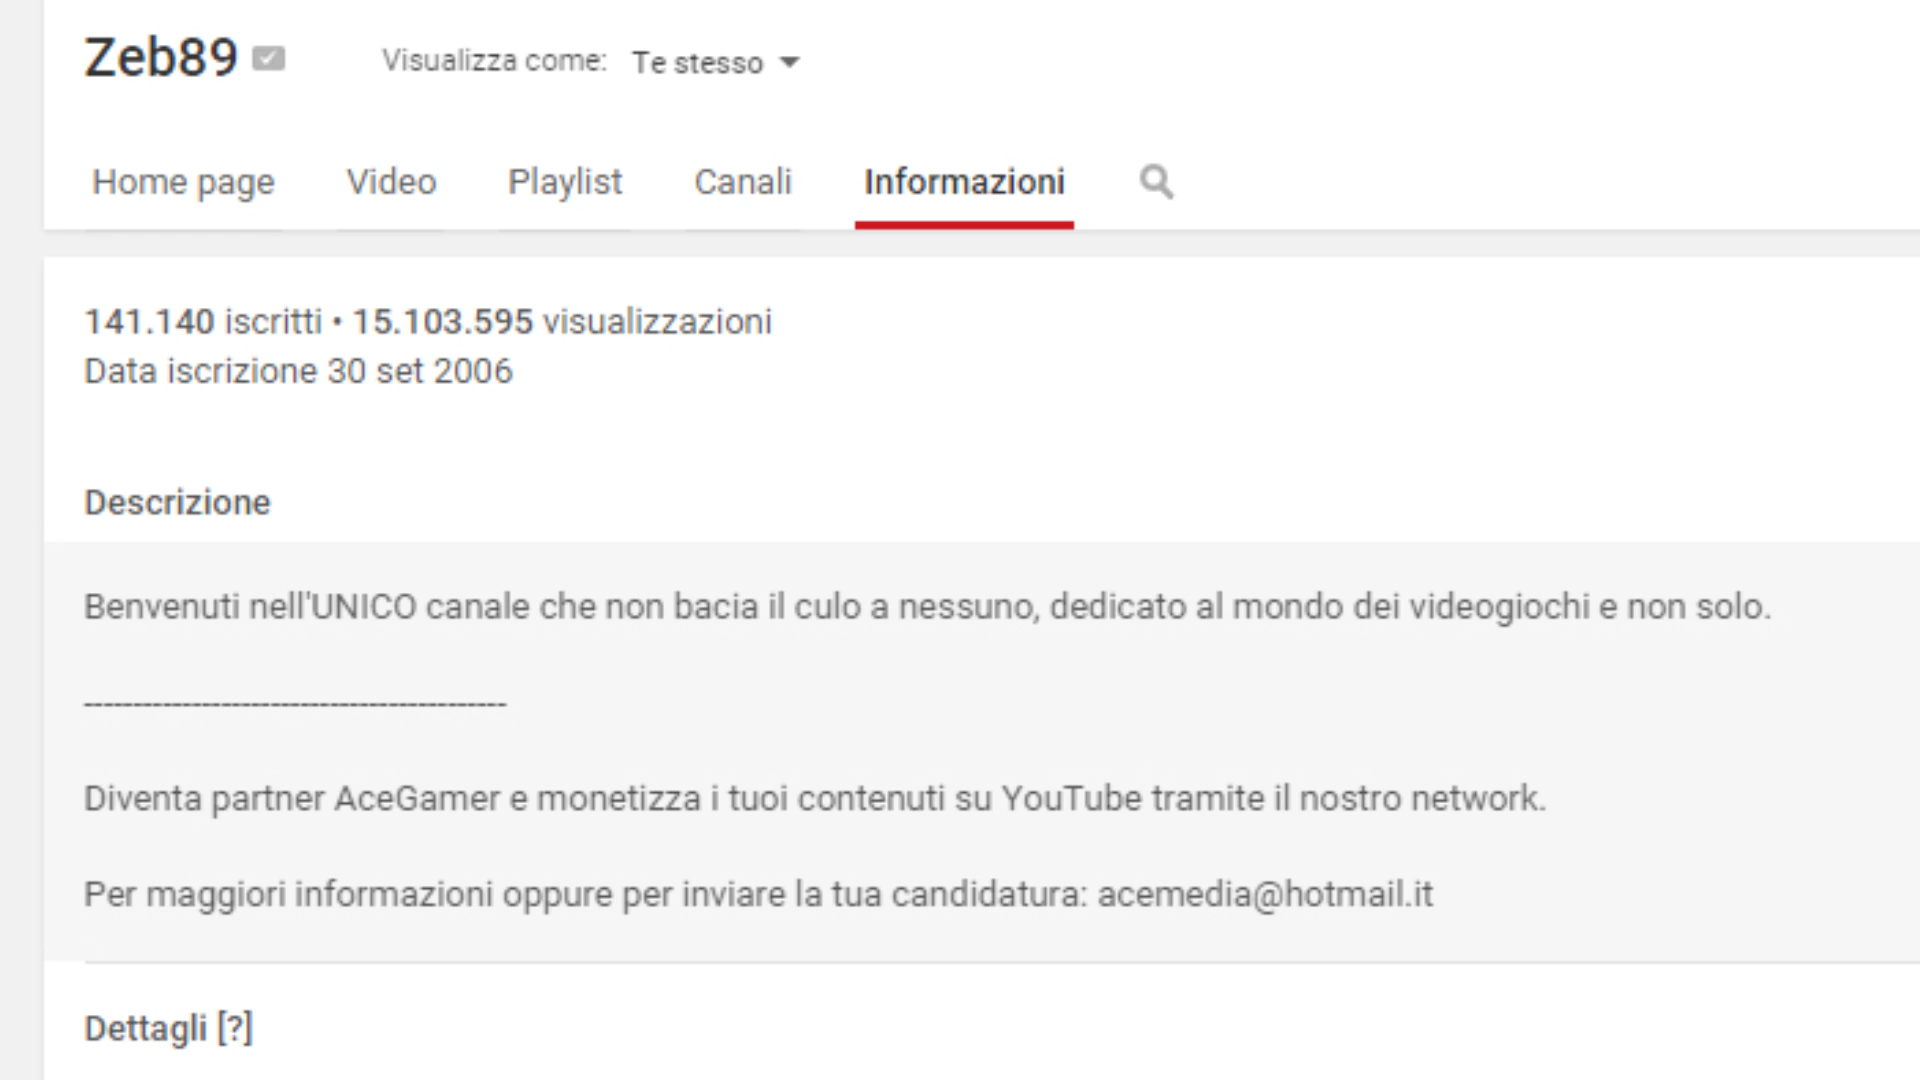 Zeb89 Visualizza come: Te stesso
Home page Video Playlist Canali Informazioni
141.140 iscritti • 15.103.595 visualizzazioni
Data iscrizione 30 set 2006
Descrizione
Benvenuti nell'UNICO canale che non bacia il culo a nessuno, dedicato al mondo dei videogiochi e non solo.
-------------------------------------------
Diventa partner AceGamer e monetizza i tuoi contenuti su YouTube tramite il nostro network.
Per maggiori informazioni oppure per inviare la tua candidatura: acemedia@hotmail.it
Dettagli [?]